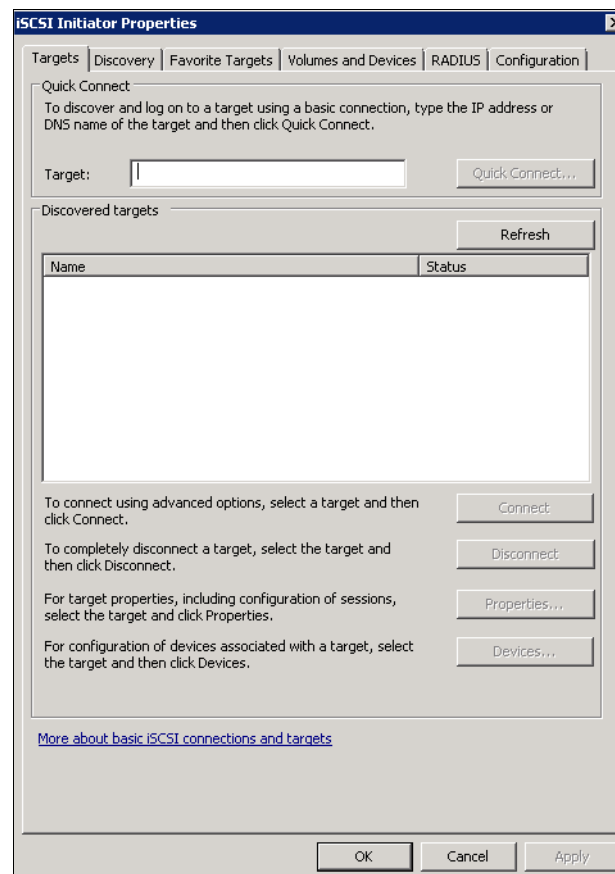 iSCSI Initiator Properties
Targets Discovery Favorite Targets Volumes and Devices RADIUS Configuration
Quick Connect
To discover and log on to a target using a basic connection, type the IP address or
DNS name of the target and then click Quick Connect.
Target:
Quick Connect...
Discovered targets
Refresh
Name Status
To connect using advanced options, select a target and then
click Connect.
Connect
To completely disconnect a target, select the target and
then click Disconnect.
Disconnect
For target properties, including configuration of sessions,
select the target and click Properties.
Properties...
For configuration of devices associated with a target, select
the target and then click Devices.
Devices...
More about basic iSCSI connections and targets
OK Cancel Apply